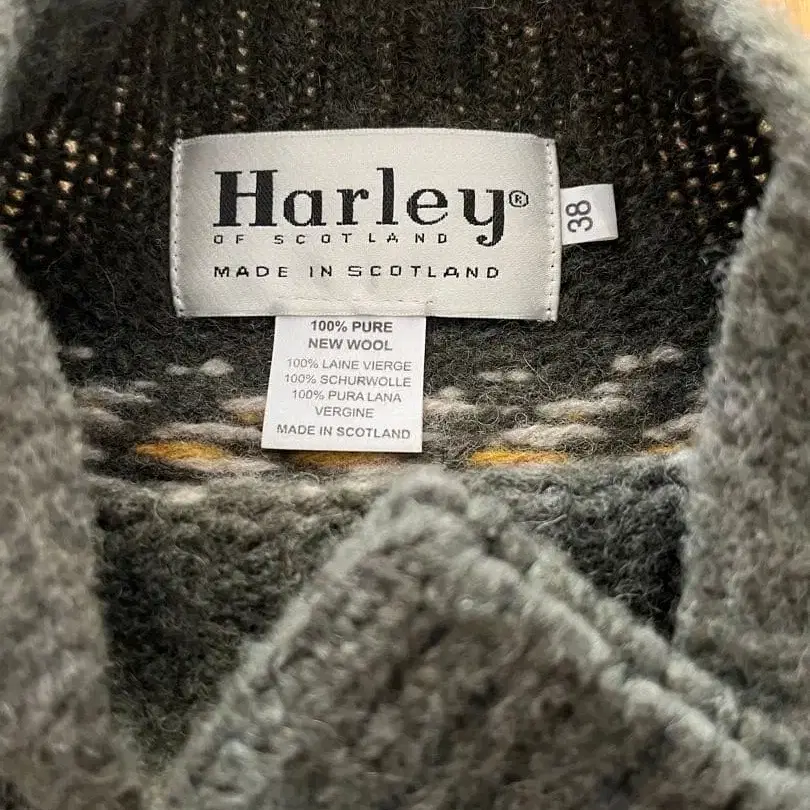 Harley®
OF SCOTLAND
MADE IN SCOTLAND
38
100% PURE
NEW WOOL
100% LAINE VIERGE
100% SCHURWOLLE
100% PURA LANA
VERGINE
MADE IN SCOTLAND